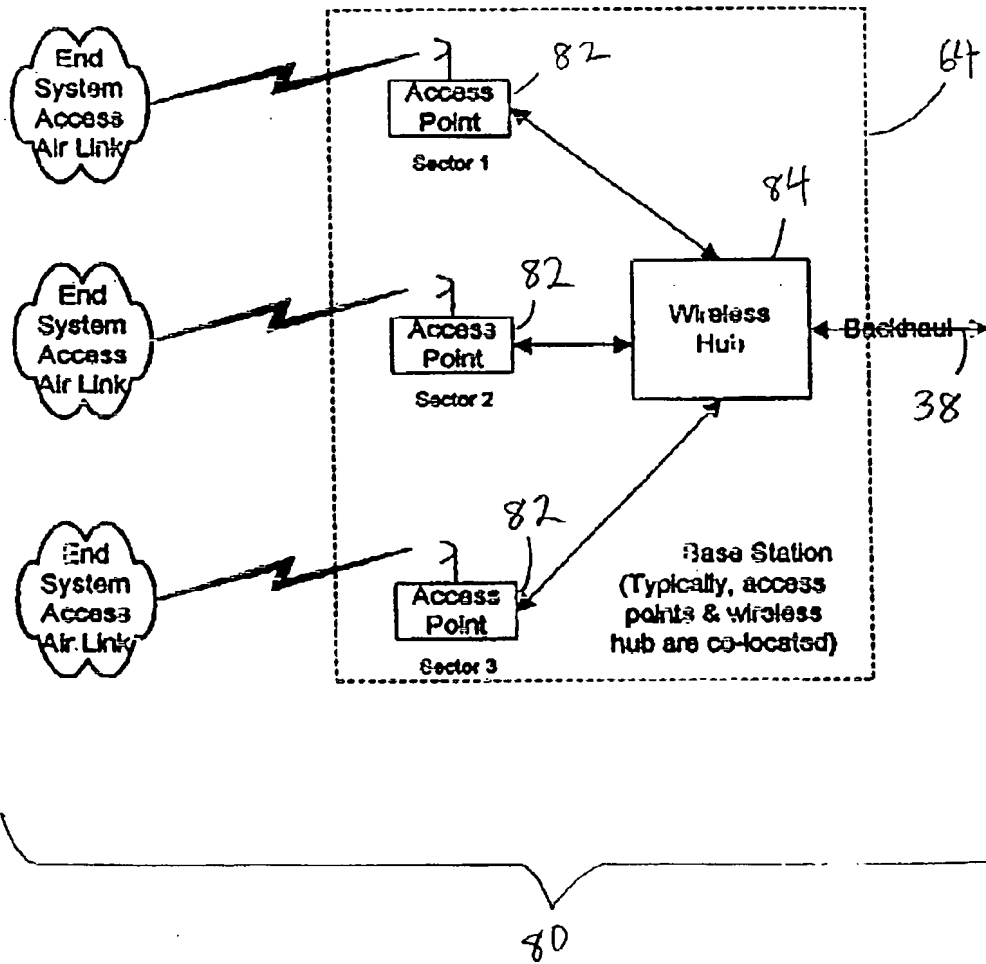 End
System
Access
Air Link
Access
Point
Sector 1
82
64
End
System
Access
Air Link
Access
Point
Sector 2
82
84
Wireless
Hub
Backhaul
38
End
System
Access
Air Link
Access
Point
Sector 3
82
Base Station
(Typically, access
points & wireless
hub are co-located)
80